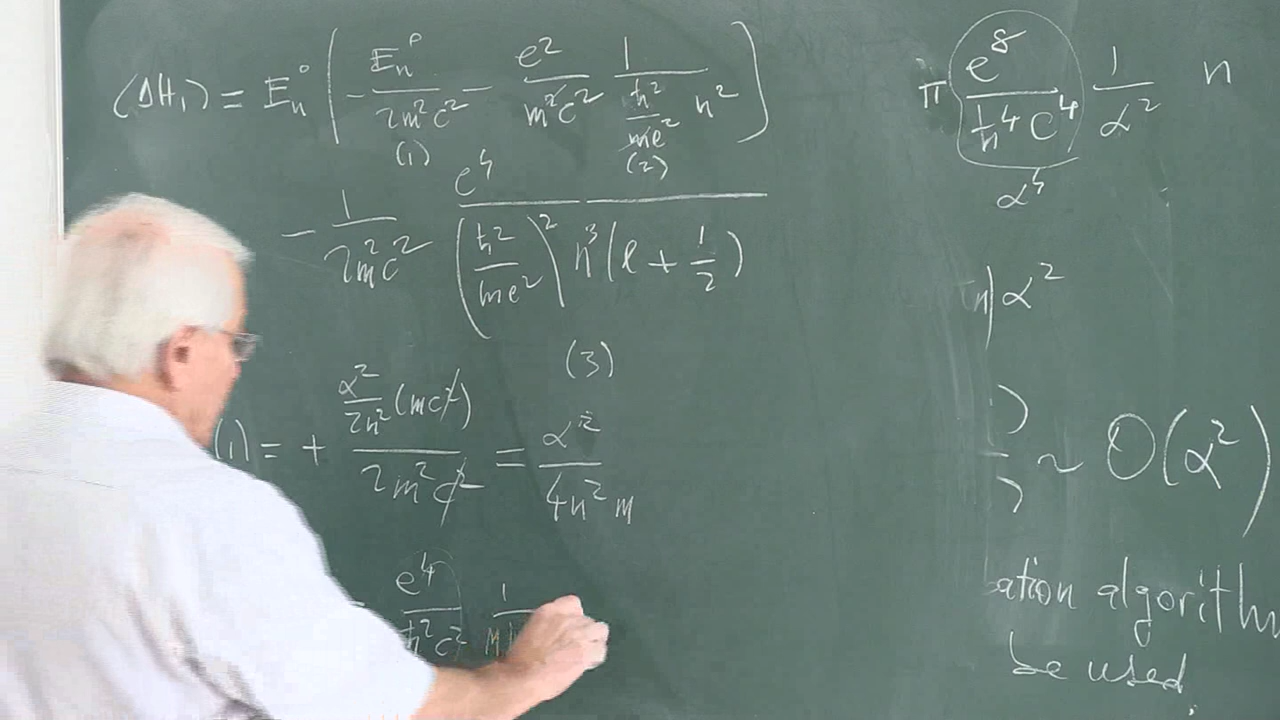 ⟨ΔH₁⟩ = Eₙ⁰ [ - Eₙ⁰ / 2m²c² - e² / m²c² 1 / (ħ² / me²) n² ]
(1) (2)
- 1 / 2m²c² e⁴ / (ħ² / me²)² n³(ℓ + 1/2)
(3)
(1) = + α² / 2n² (mc²) / 2m²c² = α² / 4n²m
e⁴ / ħ²c² 1
π e⁸ / ħ⁴c⁴ 1 / α² n
α⁴
α²
~ O(α²)
ation algorithm
be used